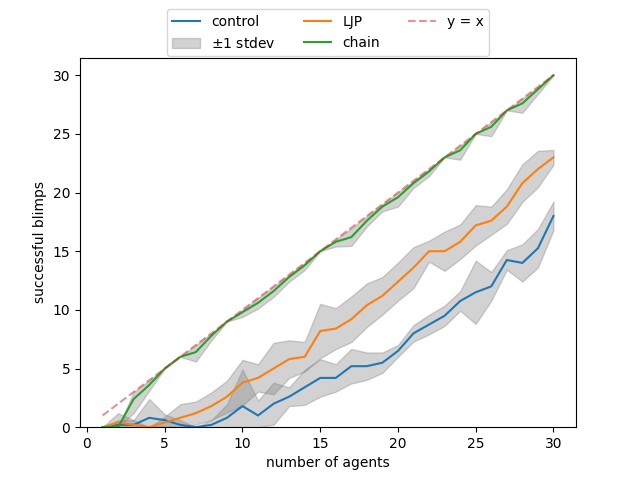 control LJP y = x
±1 stdev chain
successful blimps
30
25
20
15
10
5
0
0 5 10 15 20 25 30
number of agents